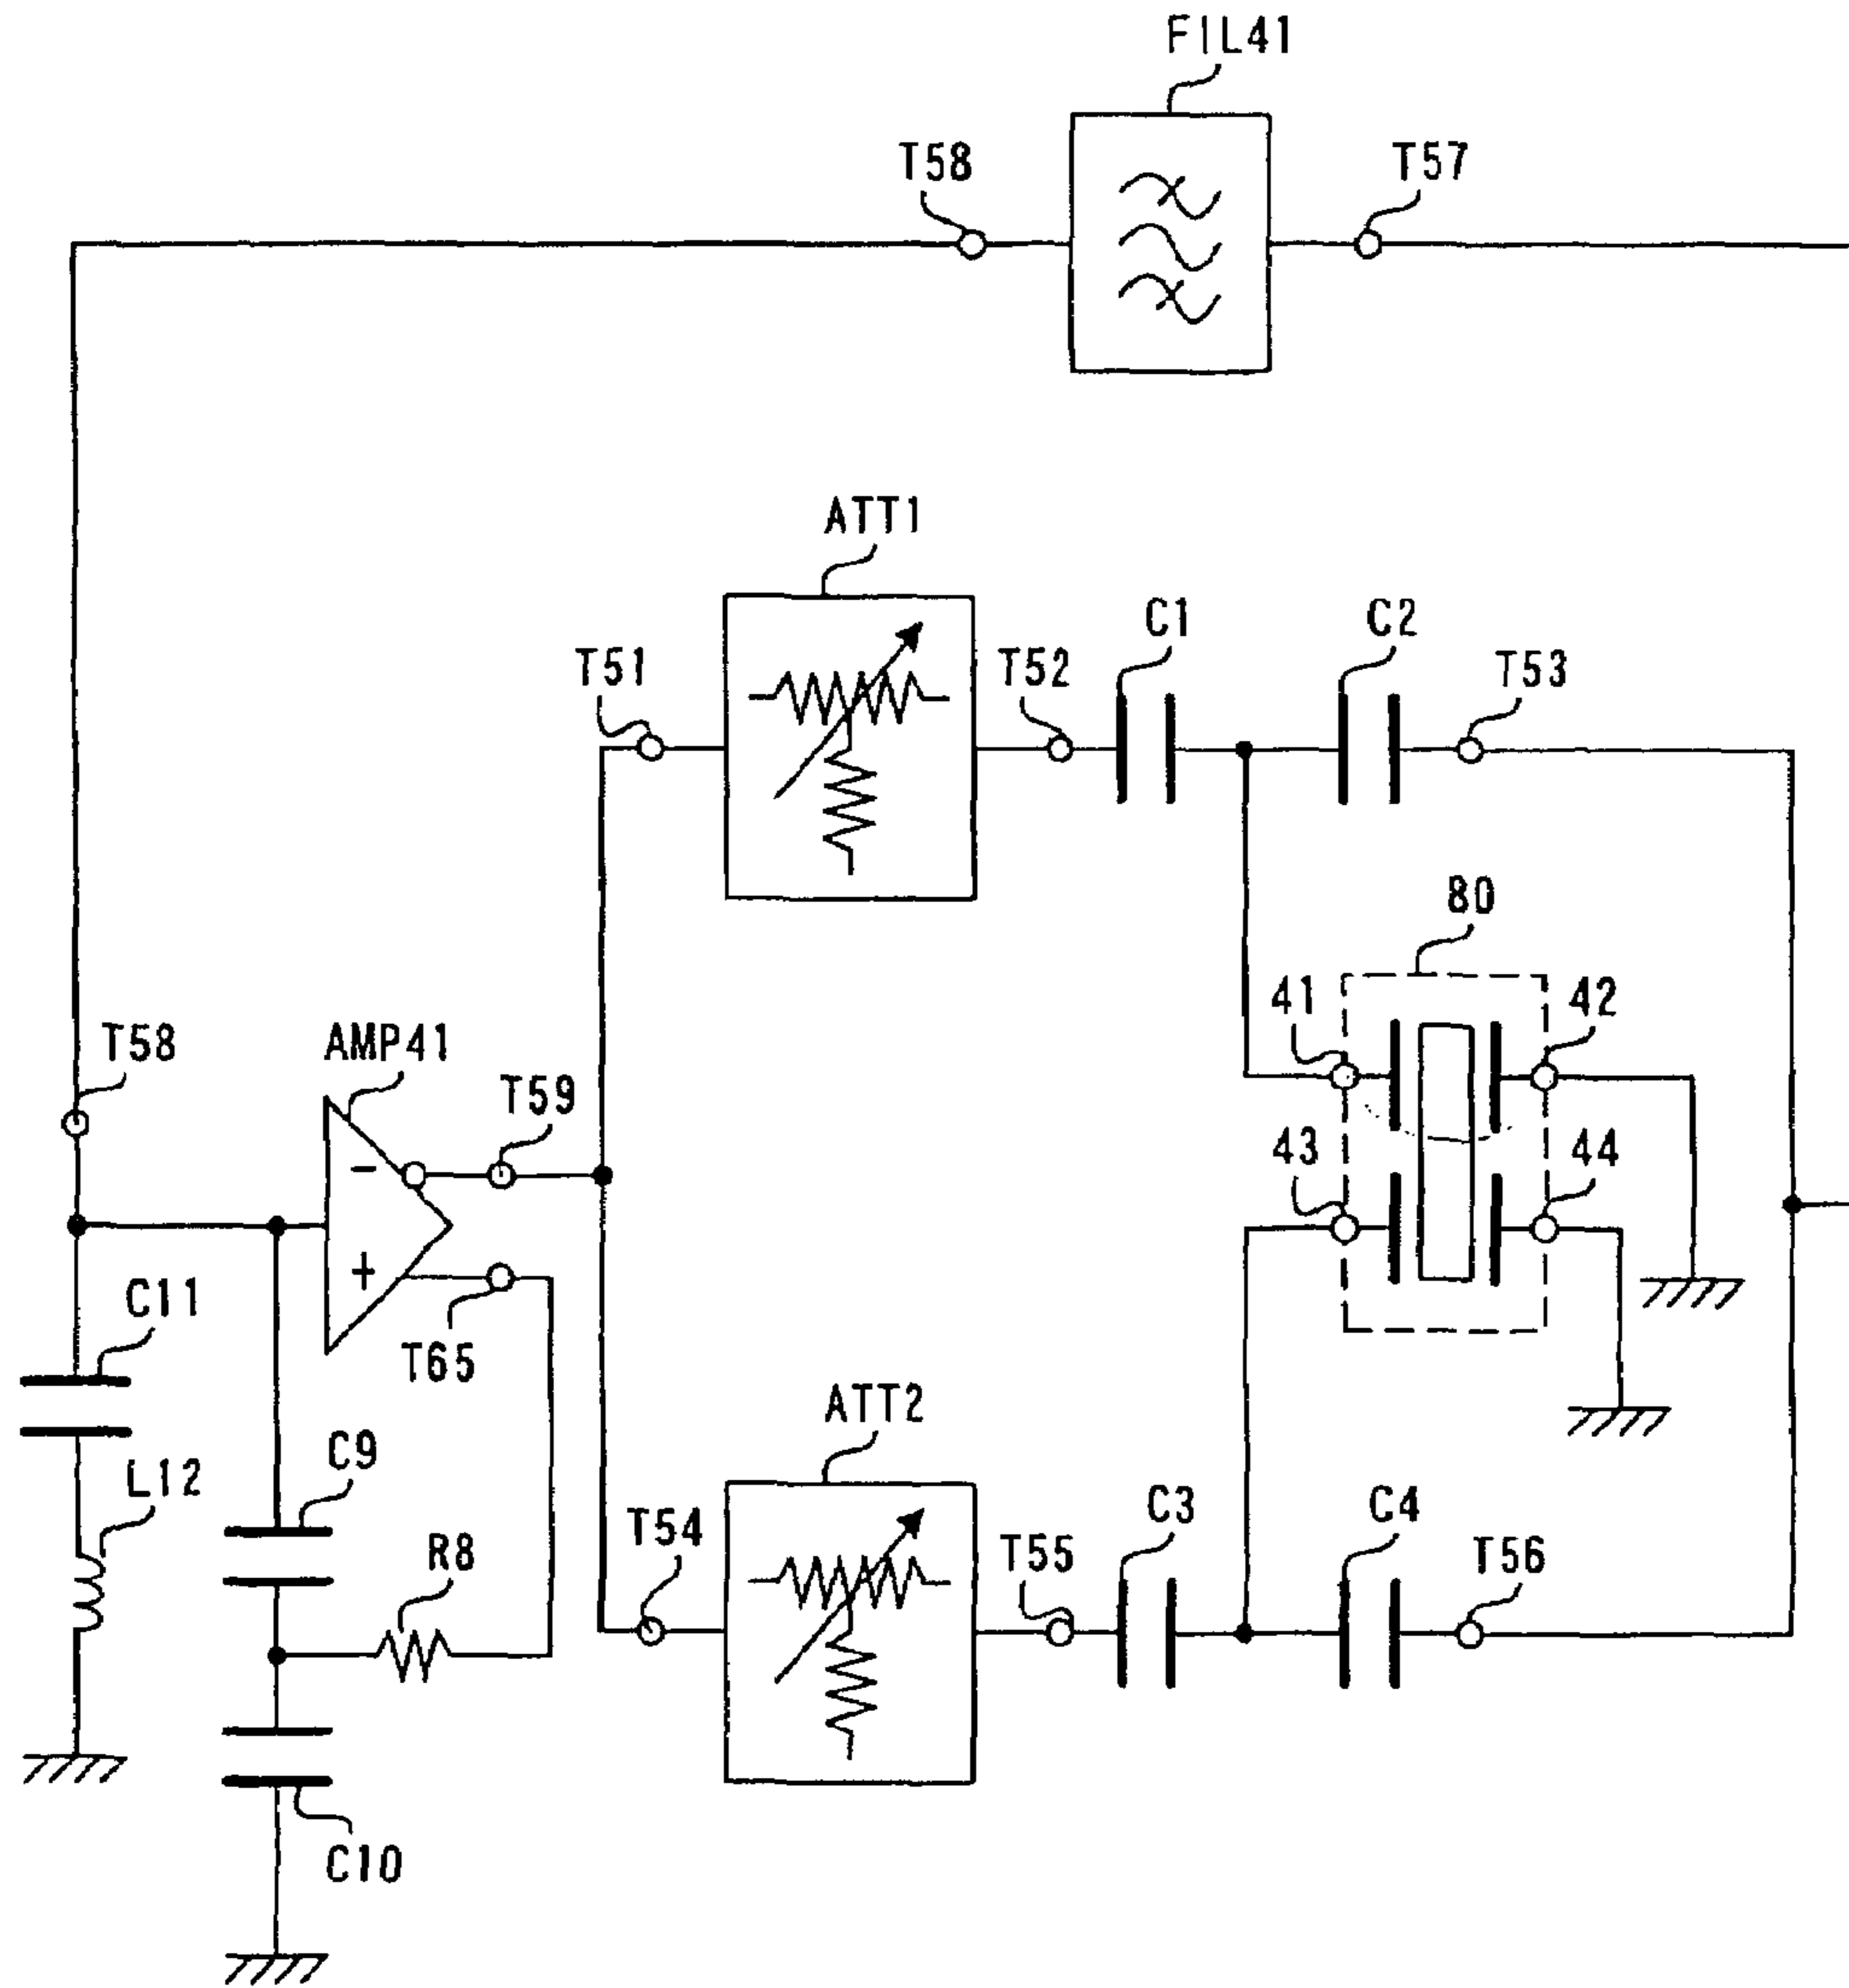 FIL41
T58
T57
ATT1
C1
C2
T51
T52
T53
80
41
42
T58
AMP41
T59
-
43
44
+
C11
T65
ATT2
C9
L12
C3
C4
R8
T54
T55
T56
C10